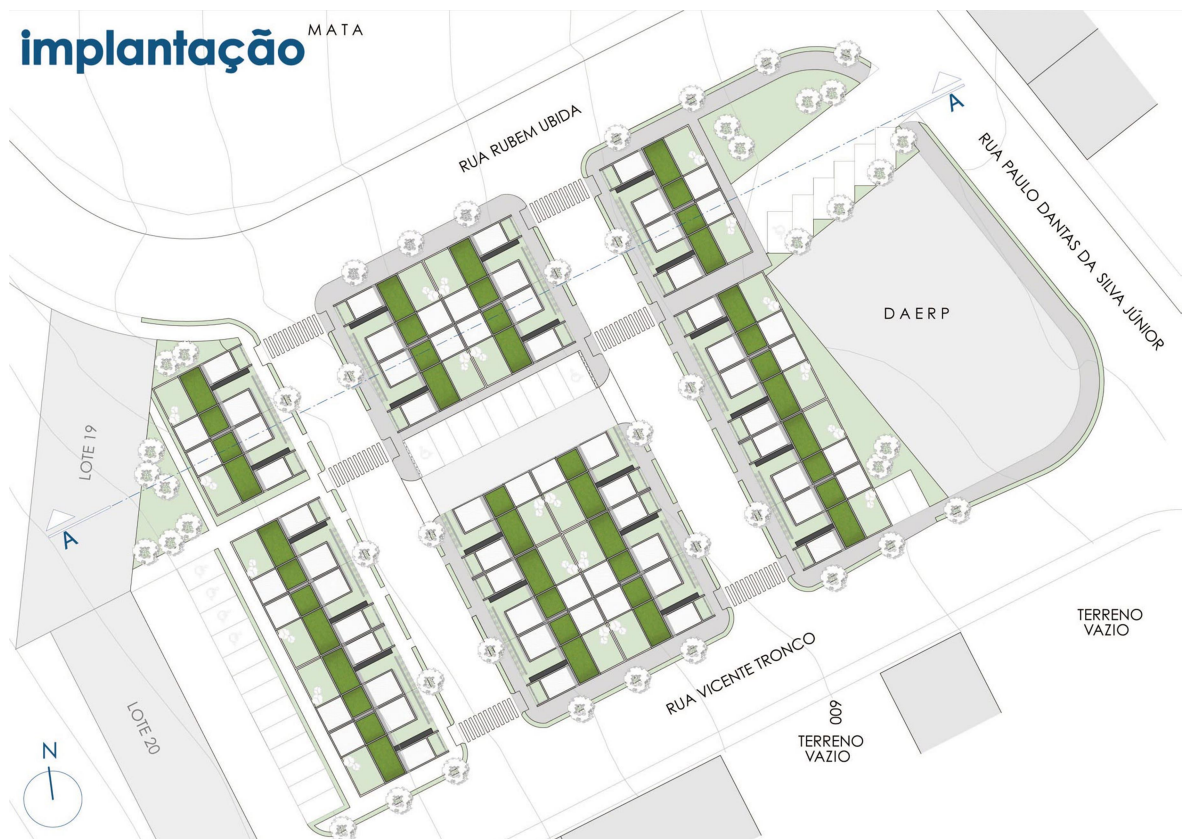 implantação
MATA
RUA RUBEM UBIDA
A
RUA PAULO DANTAS DA SILVA JÚNIOR
DAERP
LOTE 19
A
LOTE 20
RUA VICENTE TRONCO
TERRENO
VAZIO
600
TERRENO
VAZIO
N